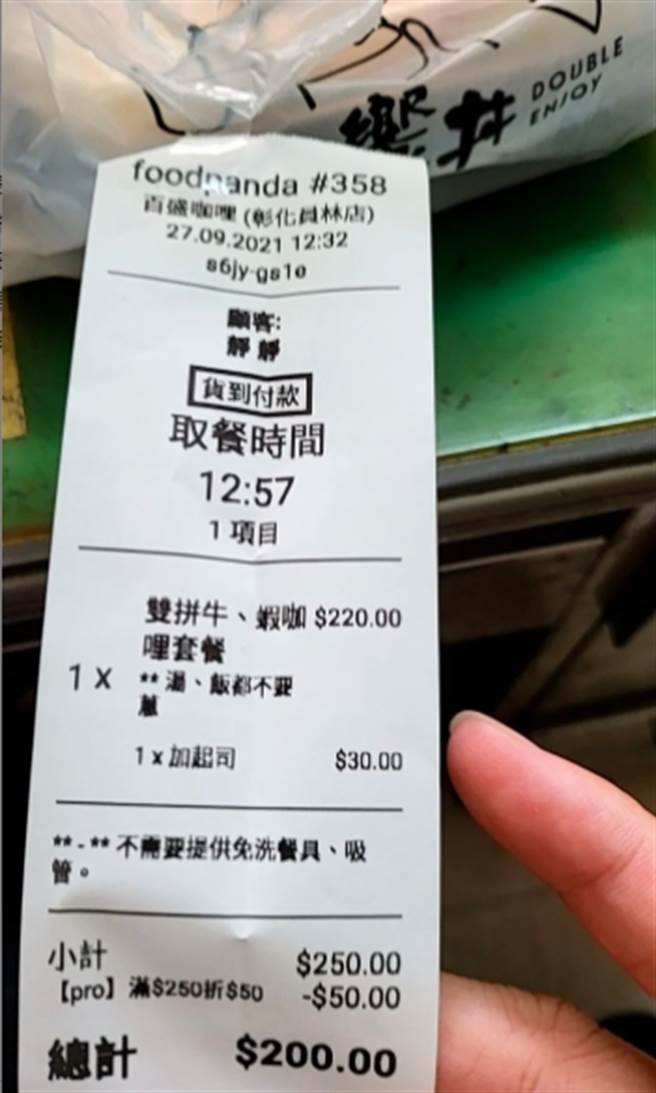 樂丼 DOUBLE
ENJOY
foodpanda #358
百盛咖哩 (彰化員林店)
27.09.2021 12:32
s6jy-gs1e
顧客:
靜 靜
貨到付款
取餐時間
12:57
1 項目
雙拼牛、蝦咖 $220.00
哩套餐
1 x ** 湯、飯都不要
蔥
1 x 加起司 $30.00
** - ** 不需要提供免洗餐具、吸
管。
小計 $250.00
【pro】滿$250折$50 -$50.00
總計 $200.00